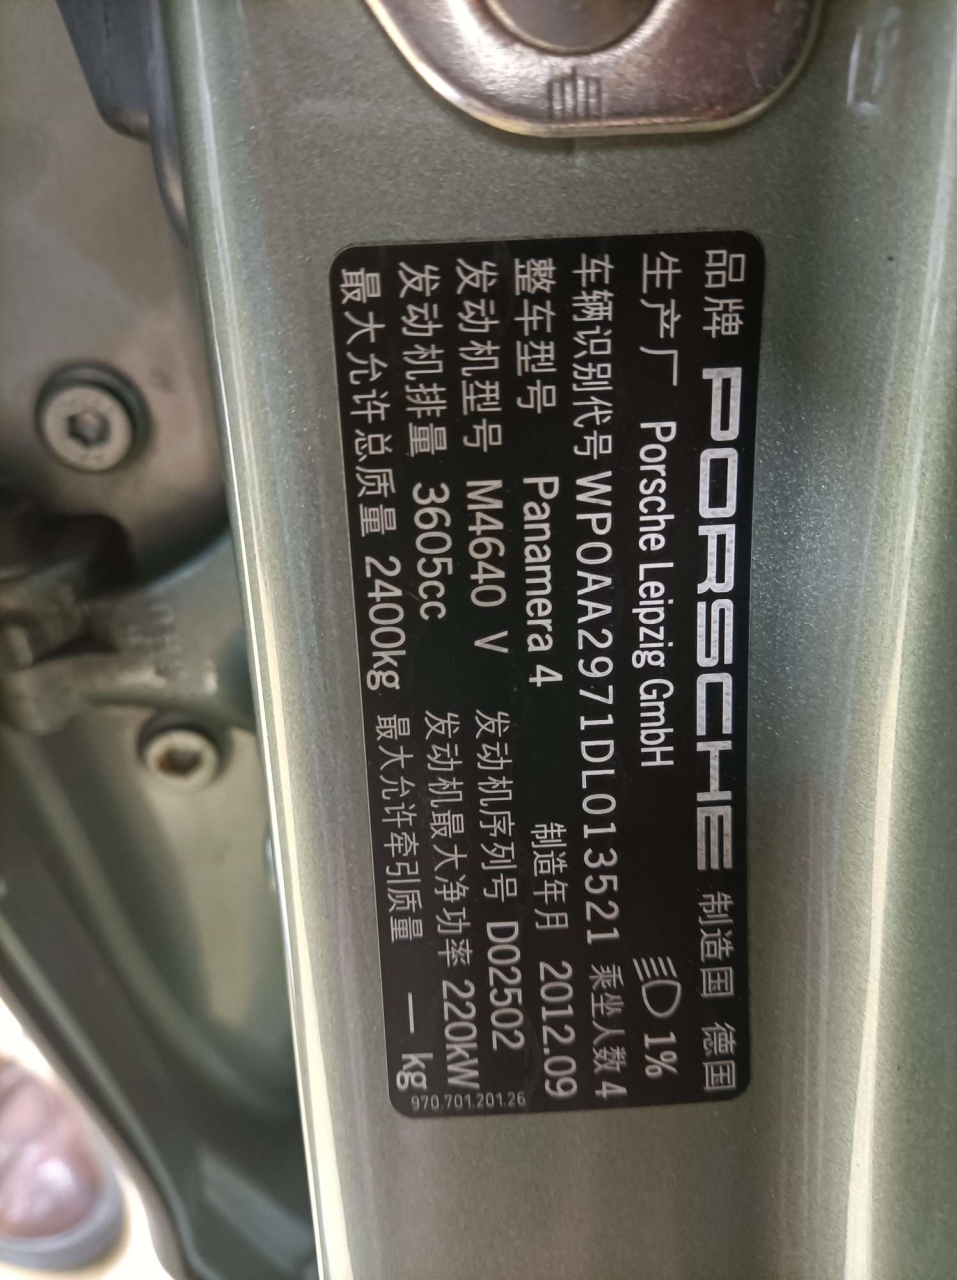 品牌 PORSCHE 制造国 德国
生产厂 Porsche Leipzig GmbH 1%
车辆识别代号 WP0AA2971DL013521 乘坐人数 4
整车型号 Panamera 4 制造年月 2012.09
发动机型号 M4640 V 发动机序列号 D02502
发动机排量 3605cc 发动机最大净功率 220kW
最大允许总质量 2400kg 最大允许牵引质量 — kg
970.701.201.26